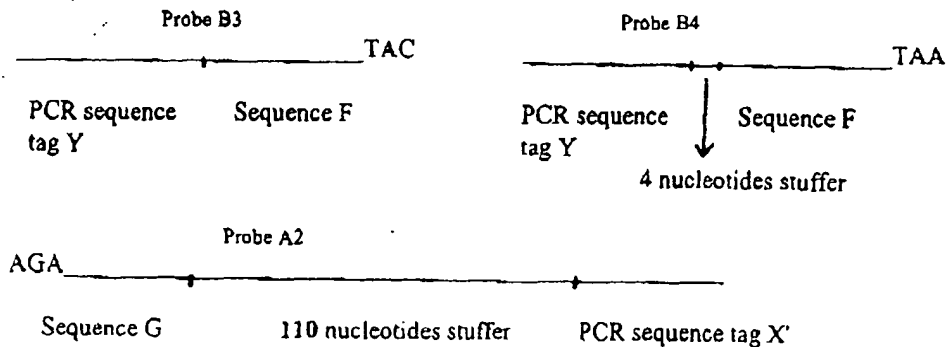 Probe B3
TAC
PCR sequence
tag Y
Sequence F
Probe B4
TAA
PCR sequence
tag Y
Sequence F
4 nucleotides stuffer
Probe A2
AGA
Sequence G
110 nucleotides stuffer
PCR sequence tag X'